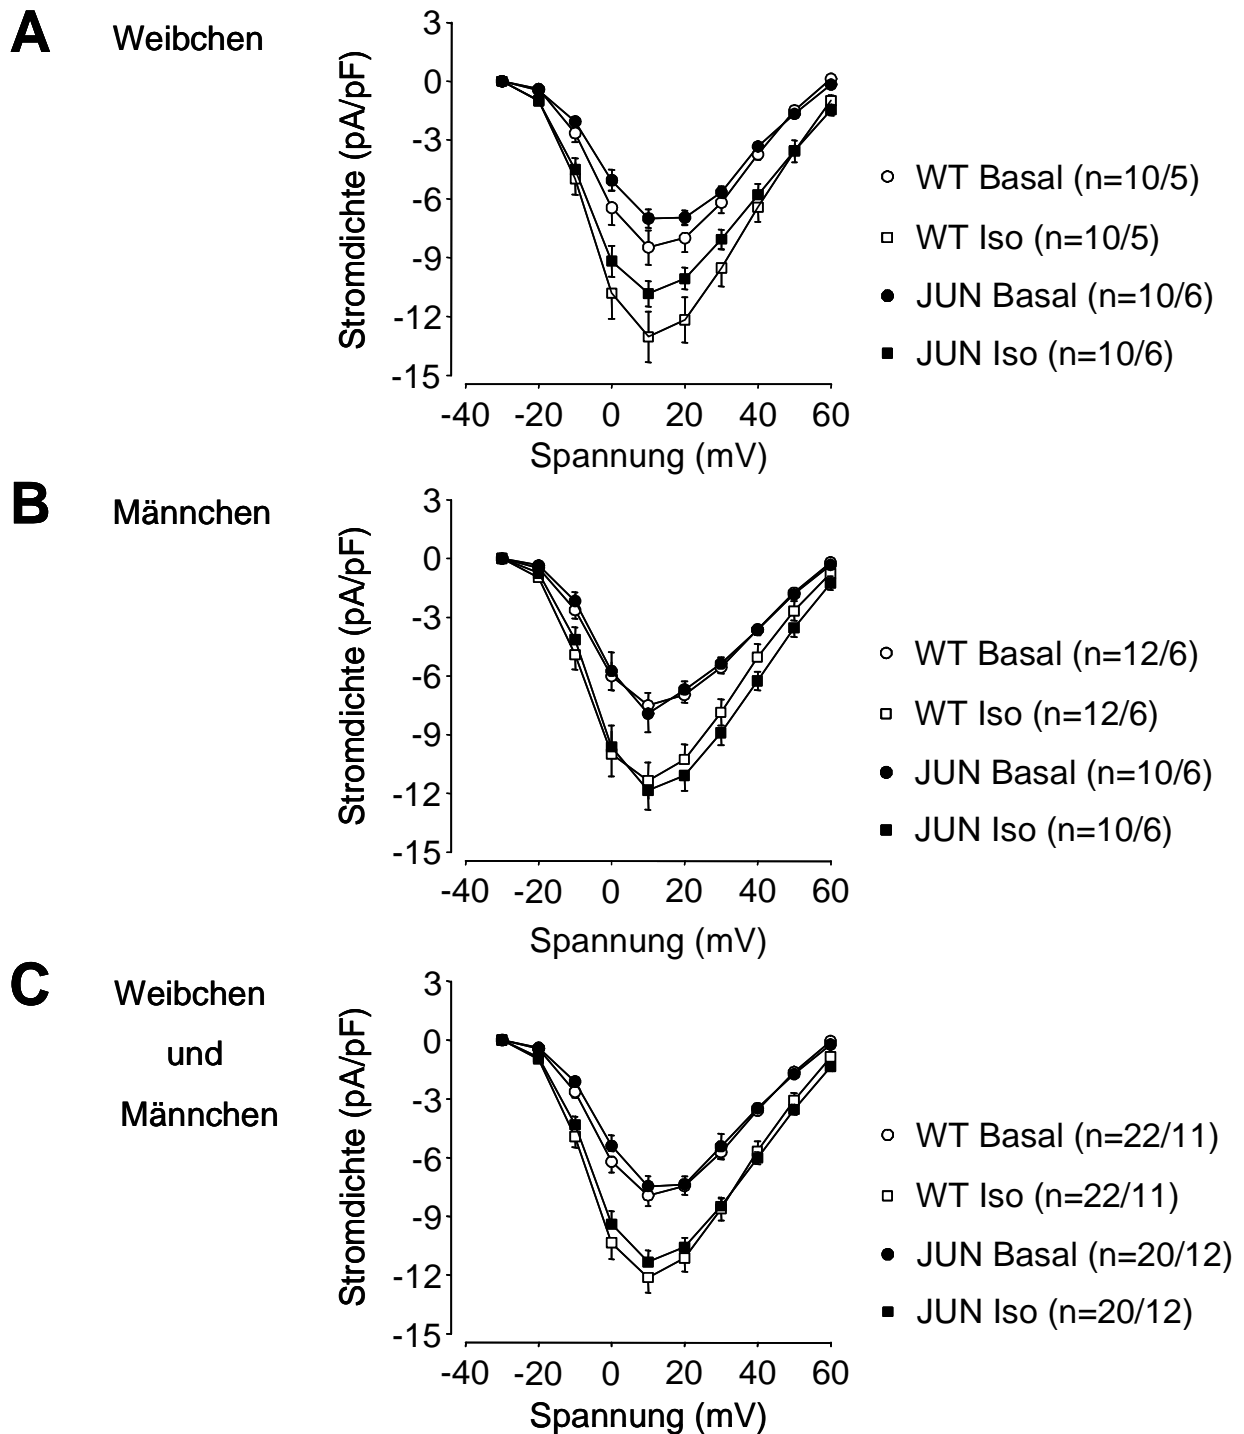 A
Weibchen
Stromdichte (pA/pF)
3
0
-3
-6
-9
-12
-15
-40 -20 0 20 40 60
Spannung (mV)
WT Basal (n=10/5)
WT Iso (n=10/5)
JUN Basal (n=10/6)
JUN Iso (n=10/6)
B
Männchen
Stromdichte (pA/pF)
3
0
-3
-6
-9
-12
-15
-40 -20 0 20 40 60
Spannung (mV)
WT Basal (n=12/6)
WT Iso (n=12/6)
JUN Basal (n=10/6)
JUN Iso (n=10/6)
C
Weibchen
und
Männchen
Stromdichte (pA/pF)
3
0
-3
-6
-9
-12
-15
-40 -20 0 20 40 60
Spannung (mV)
WT Basal (n=22/11)
WT Iso (n=22/11)
JUN Basal (n=20/12)
JUN Iso (n=20/12)